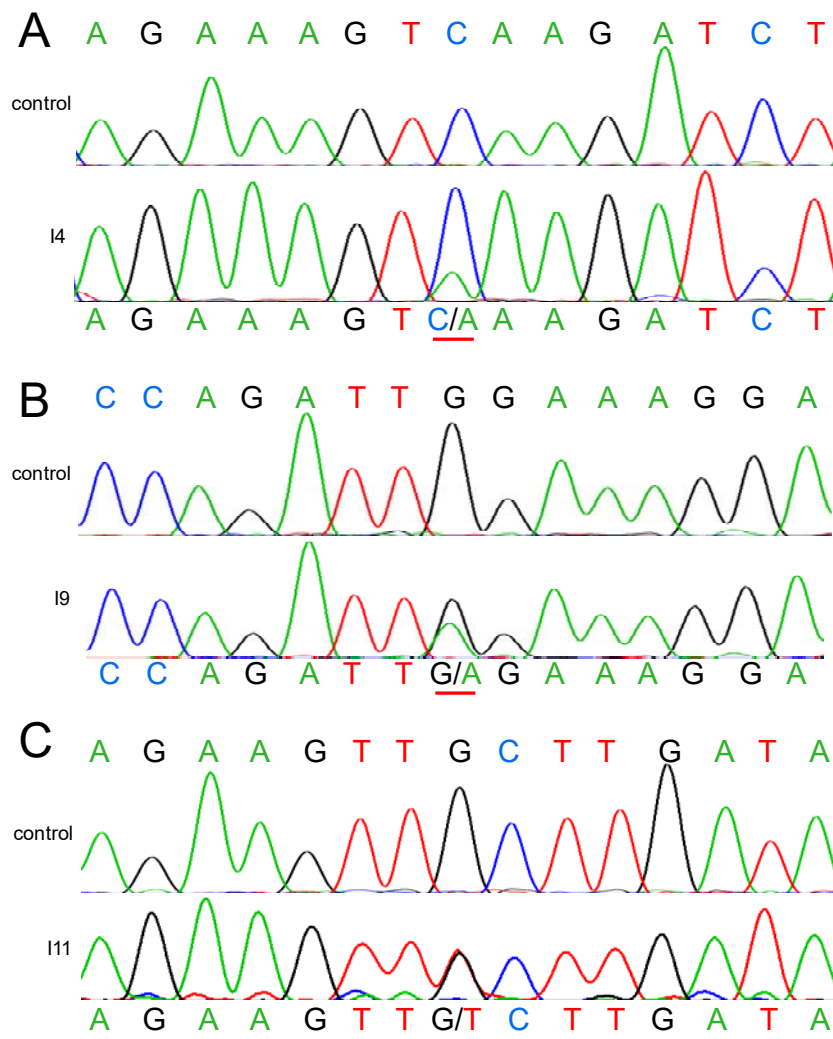 A
A G A A A G T C A A G A T C T
control
I4
A G A A A G T C/A A A G A T C T
B
C C A G A T T G G A A A G G A
control
I9
C C A G A T T G/A G A A A G G A
C
A G A A G T T G C T T G A T A
control
I11
A G A A G T T G/T C T T G A T A